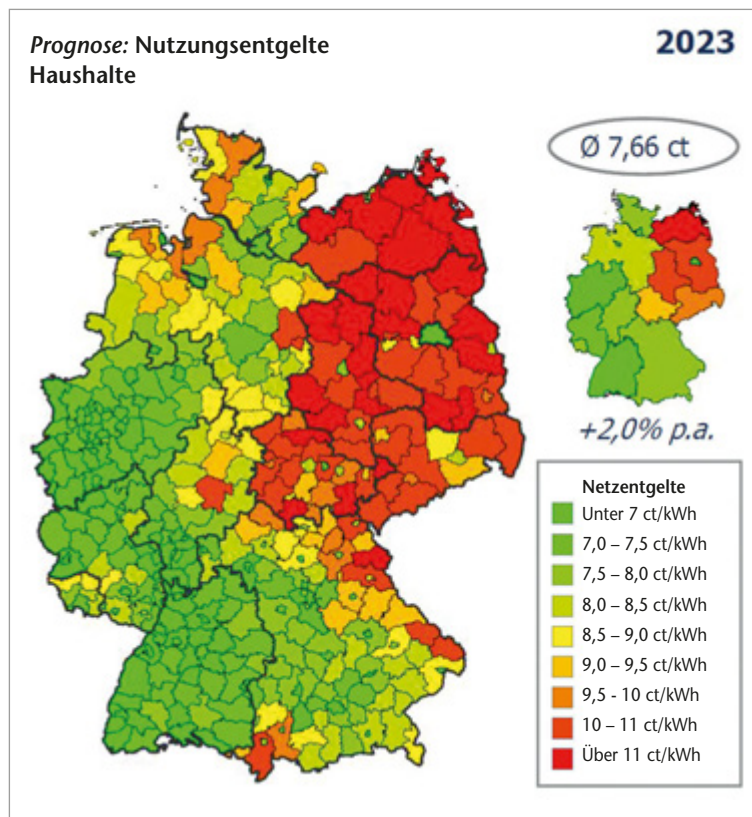 Prognose: Nutzungsentgelte
Haushalte
2023
Ø 7,66 ct
+2,0% p.a.
Netzentgelte
Unter 7 ct/kWh
7,0 – 7,5 ct/kWh
7,5 – 8,0 ct/kWh
8,0 – 8,5 ct/kWh
8,5 – 9,0 ct/kWh
9,0 – 9,5 ct/kWh
9,5 - 10 ct/kWh
10 – 11 ct/kWh
Über 11 ct/kWh